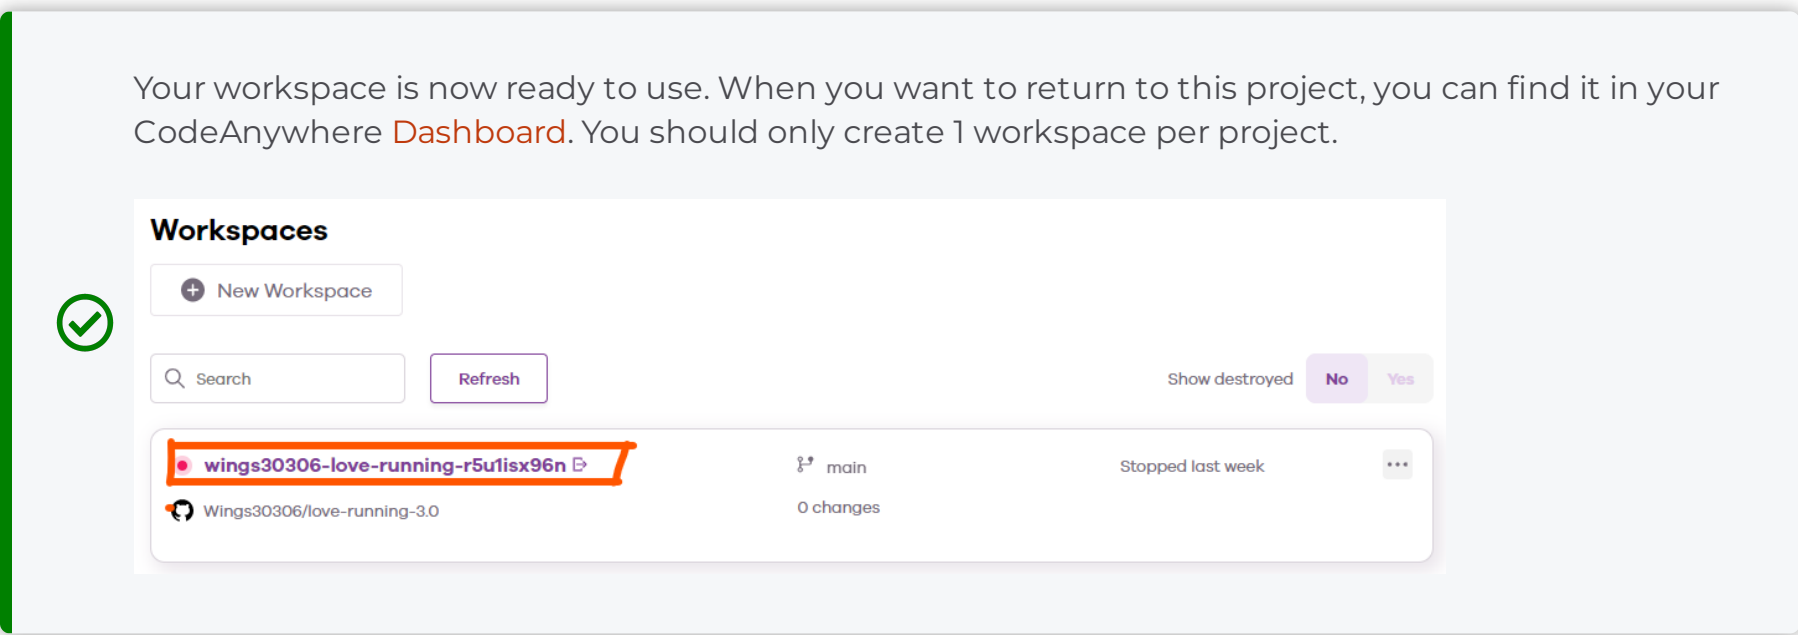 Your workspace is now ready to use. When you want to return to this project, you can find it in your
CodeAnywhere Dashboard. You should only create 1 workspace per project.
Workspaces
New Workspace
Search
Refresh
Show destroyed
No
Yes
wings30306-love-running-r5u1isx96n
main
Stopped last week
Wings30306/love-running-3.0
0 changes